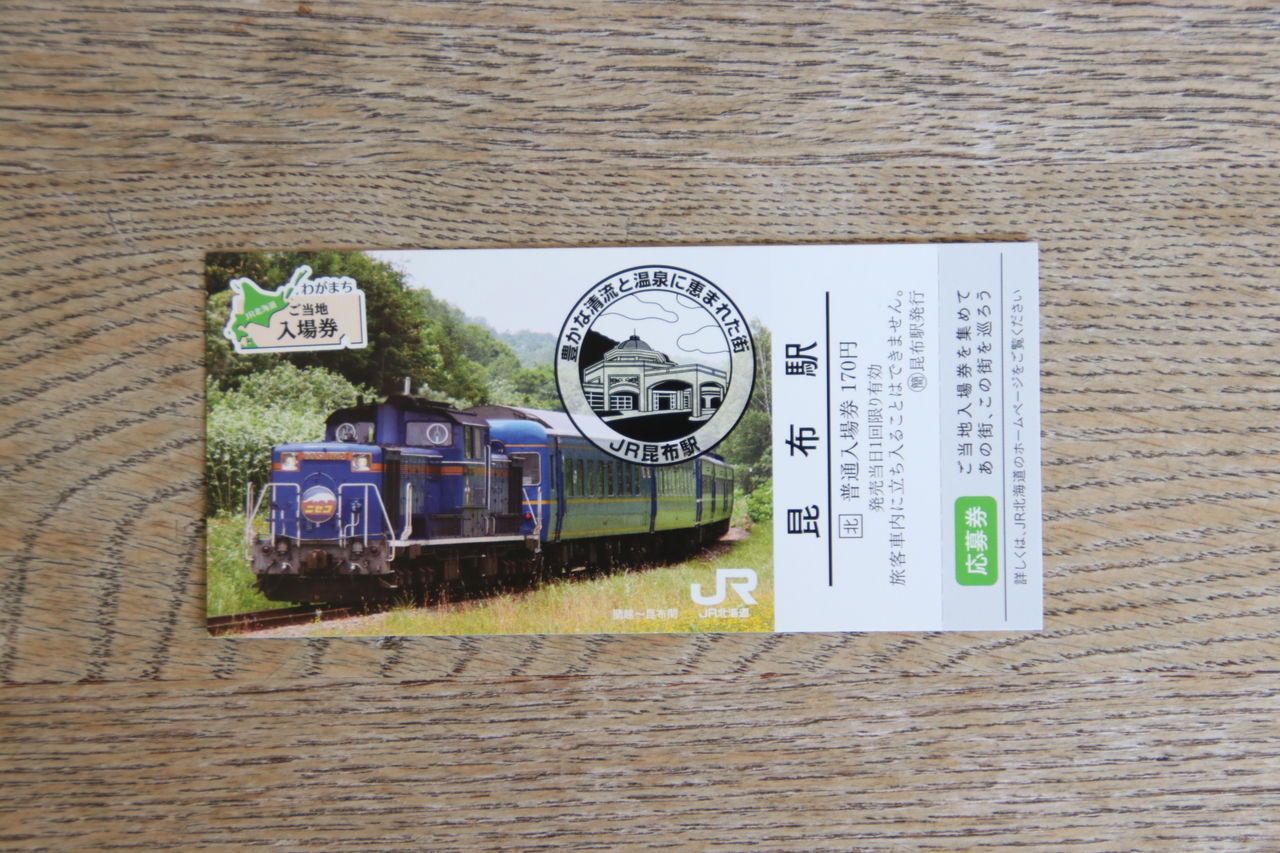 わがまち
ご当地
入場券
JR北海道
豊かな清流と温泉に恵まれた街
JR昆布駅
ニセコ
蘭越～昆布間
JR
JR北海道
昆布駅
北 普通入場券 170円
発売当日1回限り有効
旅客車内に立ち入ることはできません。
簡 昆布駅発行
応募券
ご当地入場券を集めて
あの街、この街を巡ろう
詳しくは、JR北海道のホームページをご覧ください